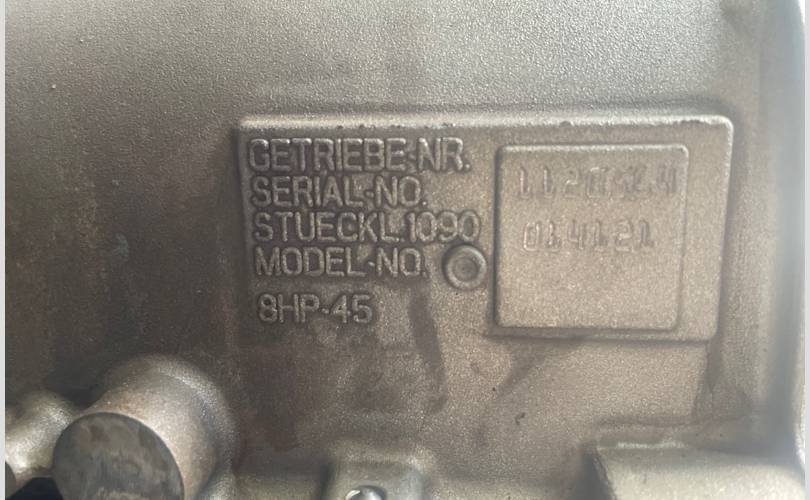 GETRIEBE-NR.
SERIAL-NO.
STUECKL.1090
MODEL-NO.
8HP-45